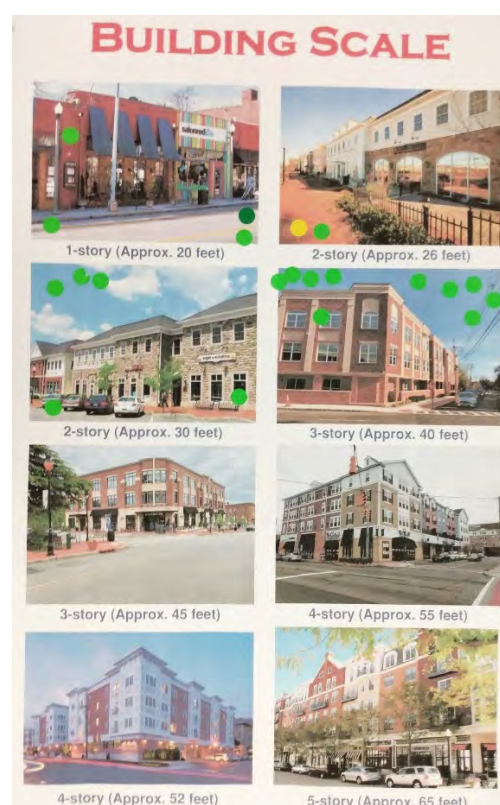 BUILDING SCALE
1-story (Approx. 20 feet)
2-story (Approx. 26 feet)
2-story (Approx. 30 feet)
3-story (Approx. 40 feet)
3-story (Approx. 45 feet)
4-story (Approx. 55 feet)
4-story (Approx. 52 feet)
5-story (Approx. 65 feet)